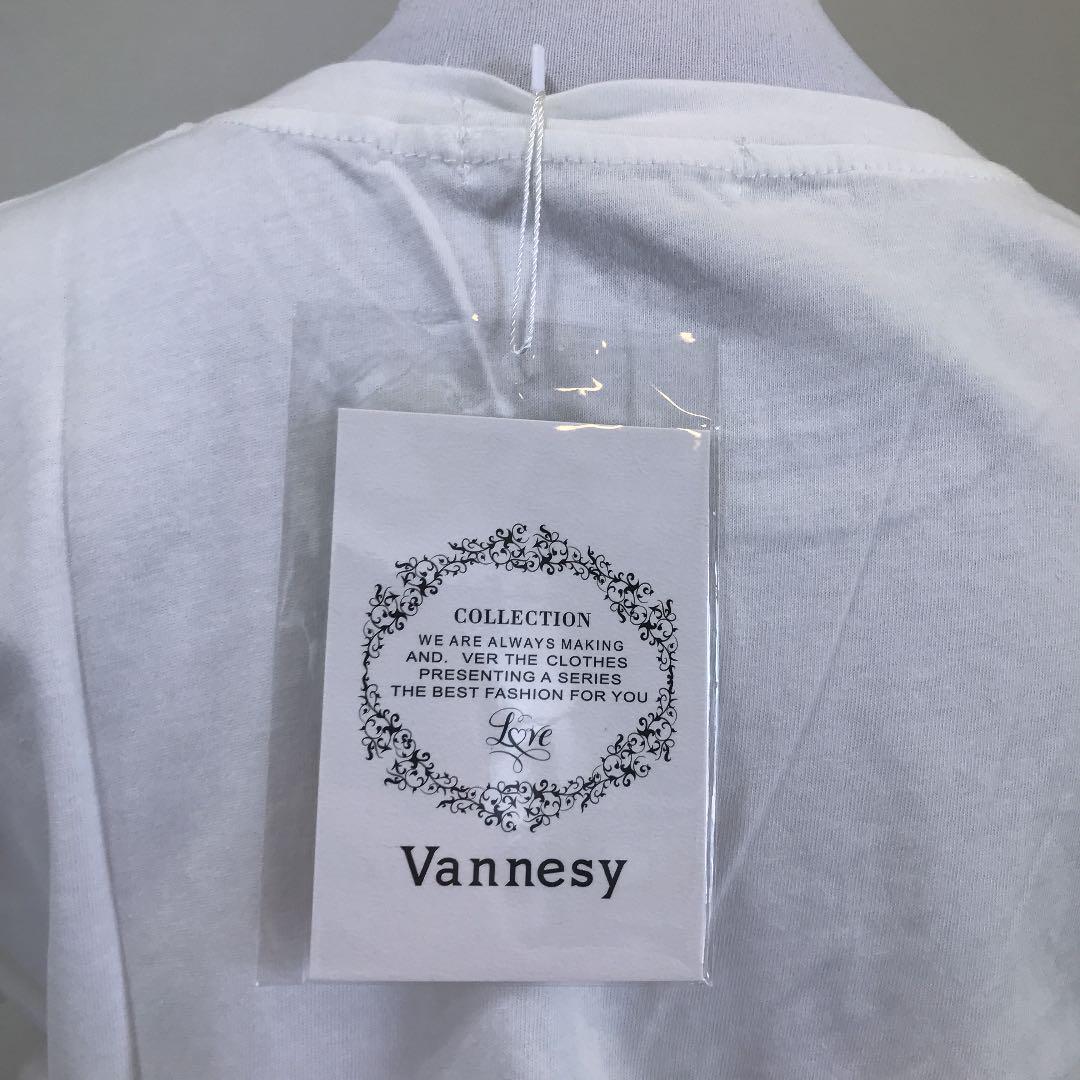 COLLECTION
WE ARE ALWAYS MAKING
AND. VER THE CLOTHES
PRESENTING A SERIES
THE BEST FASHION FOR YOU
Love
Vannesy